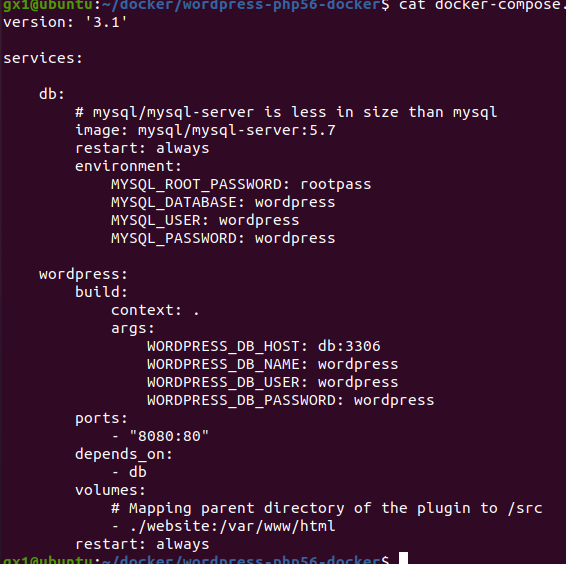 gx1@ubuntu:~/docker/wordpress-php56-docker$ cat docker-compose.
version: '3.1'

services:

    db:
        # mysql/mysql-server is less in size than mysql
        image: mysql/mysql-server:5.7
        restart: always
        environment:
            MYSQL_ROOT_PASSWORD: rootpass
            MYSQL_DATABASE: wordpress
            MYSQL_USER: wordpress
            MYSQL_PASSWORD: wordpress

    wordpress:
        build:
            context: .
            args:
                WORDPRESS_DB_HOST: db:3306
                WORDPRESS_DB_NAME: wordpress
                WORDPRESS_DB_USER: wordpress
                WORDPRESS_DB_PASSWORD: wordpress
        ports:
            - "8080:80"
        depends_on:
            - db
        volumes:
            # Mapping parent directory of the plugin to /src
            - ./website:/var/www/html
        restart: always
gx1@ubuntu:~/docker/wordpress-php56-docker$